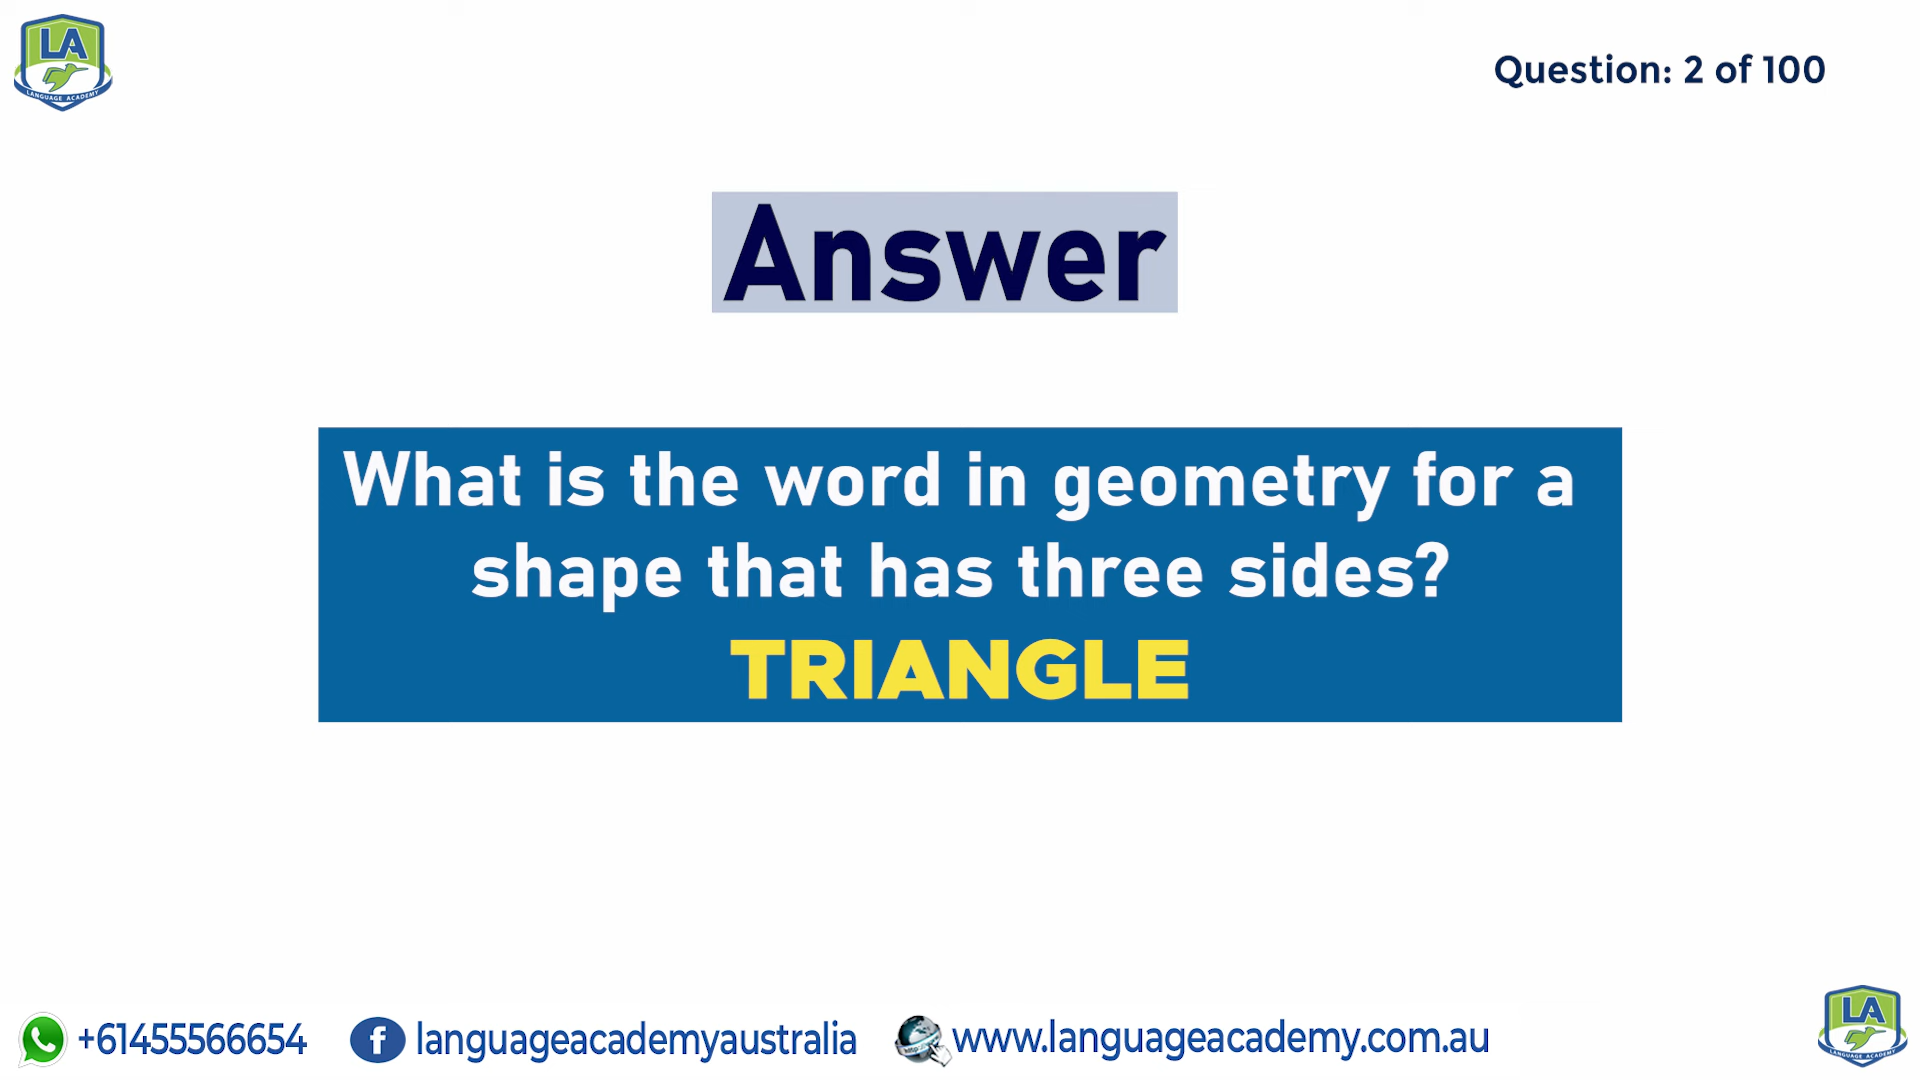 LA
LANGUAGE ACADEMY
Question: 2 of 100
Answer
What is the word in geometry for a
shape that has three sides?
TRIANGLE
+61455566654
languageacademyaustralia
www.languageacademy.com.au
LA
LANGUAGE ACADEMY